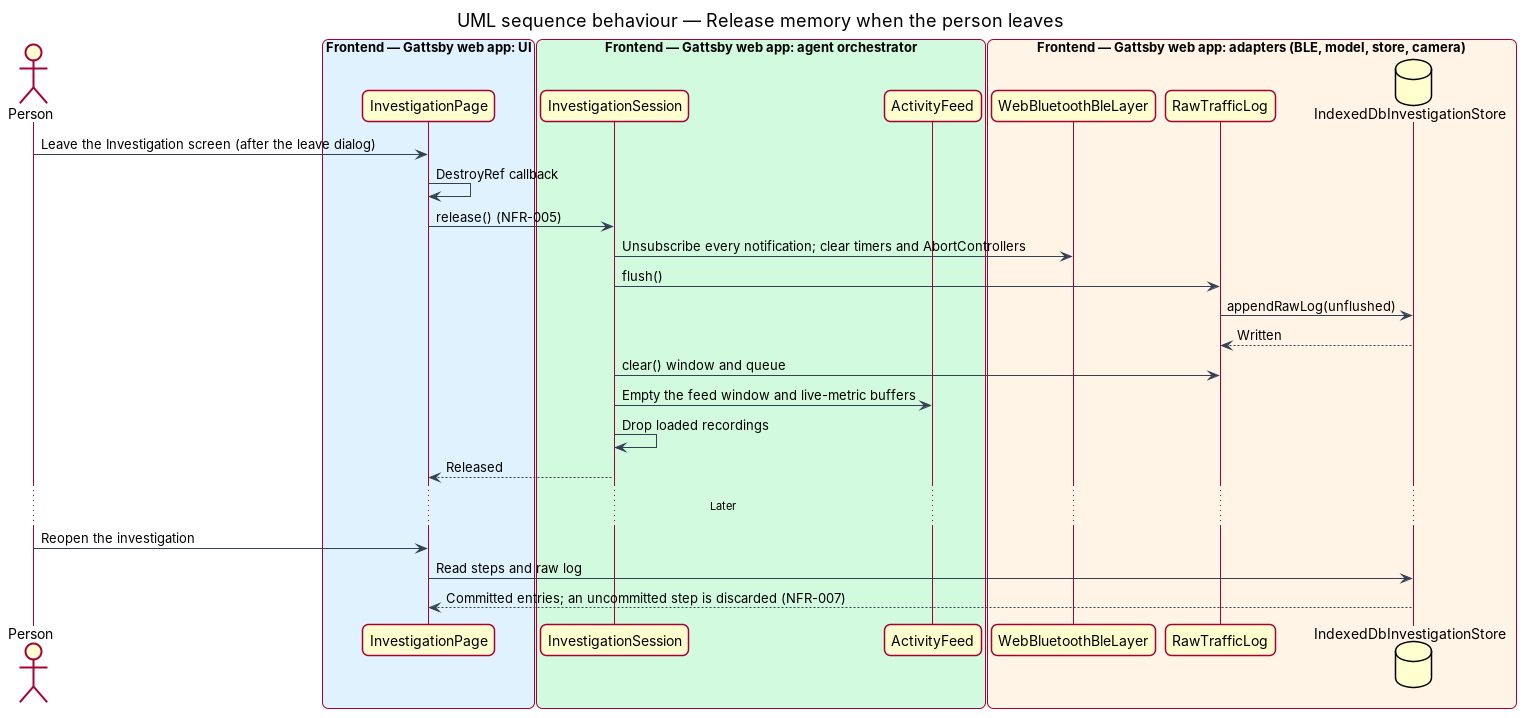 UML sequence behaviour — Release memory when the person leaves
Frontend — Gattsby web app: UI
Frontend — Gattsby web app: agent orchestrator
Frontend — Gattsby web app: adapters (BLE, model, store, camera)
Person
InvestigationPage
InvestigationSession
ActivityFeed
WebBluetoothBleLayer
RawTrafficLog
IndexedDbInvestigationStore
Leave the Investigation screen (after the leave dialog)
DestroyRef callback
release() (NFR-005)
Unsubscribe every notification; clear timers and AbortControllers
flush()
appendRawLog(unflushed)
Written
clear() window and queue
Empty the feed window and live-metric buffers
Drop loaded recordings
Released
Later
Reopen the investigation
Read steps and raw log
Committed entries; an uncommitted step is discarded (NFR-007)
Person
InvestigationPage
InvestigationSession
ActivityFeed
WebBluetoothBleLayer
RawTrafficLog
IndexedDbInvestigationStore